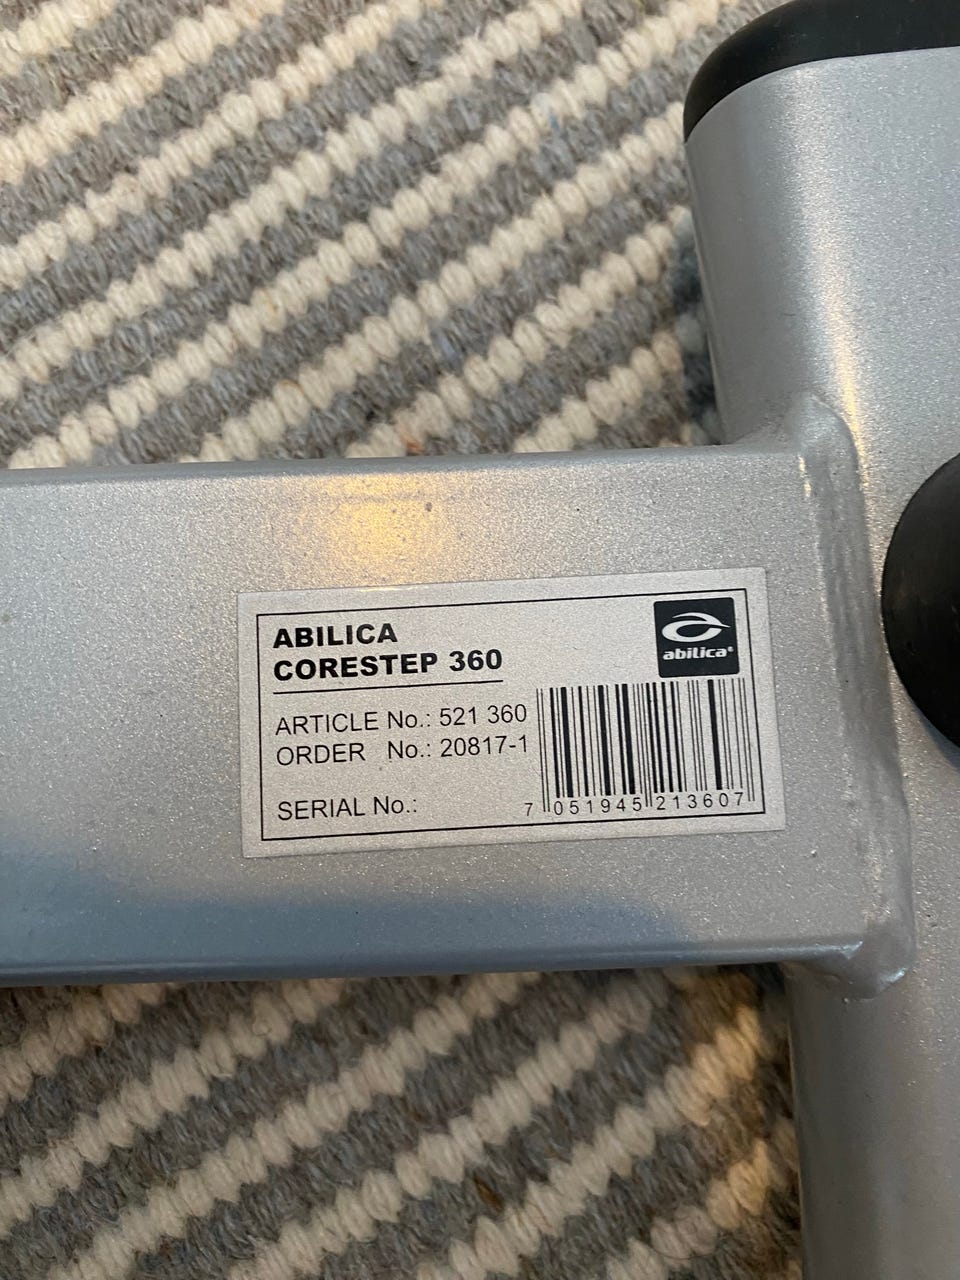 ABILICA
CORESTEP 360
abilica®
ARTICLE No.: 521 360
ORDER No.: 20817-1
SERIAL No.:
7 051945 213607